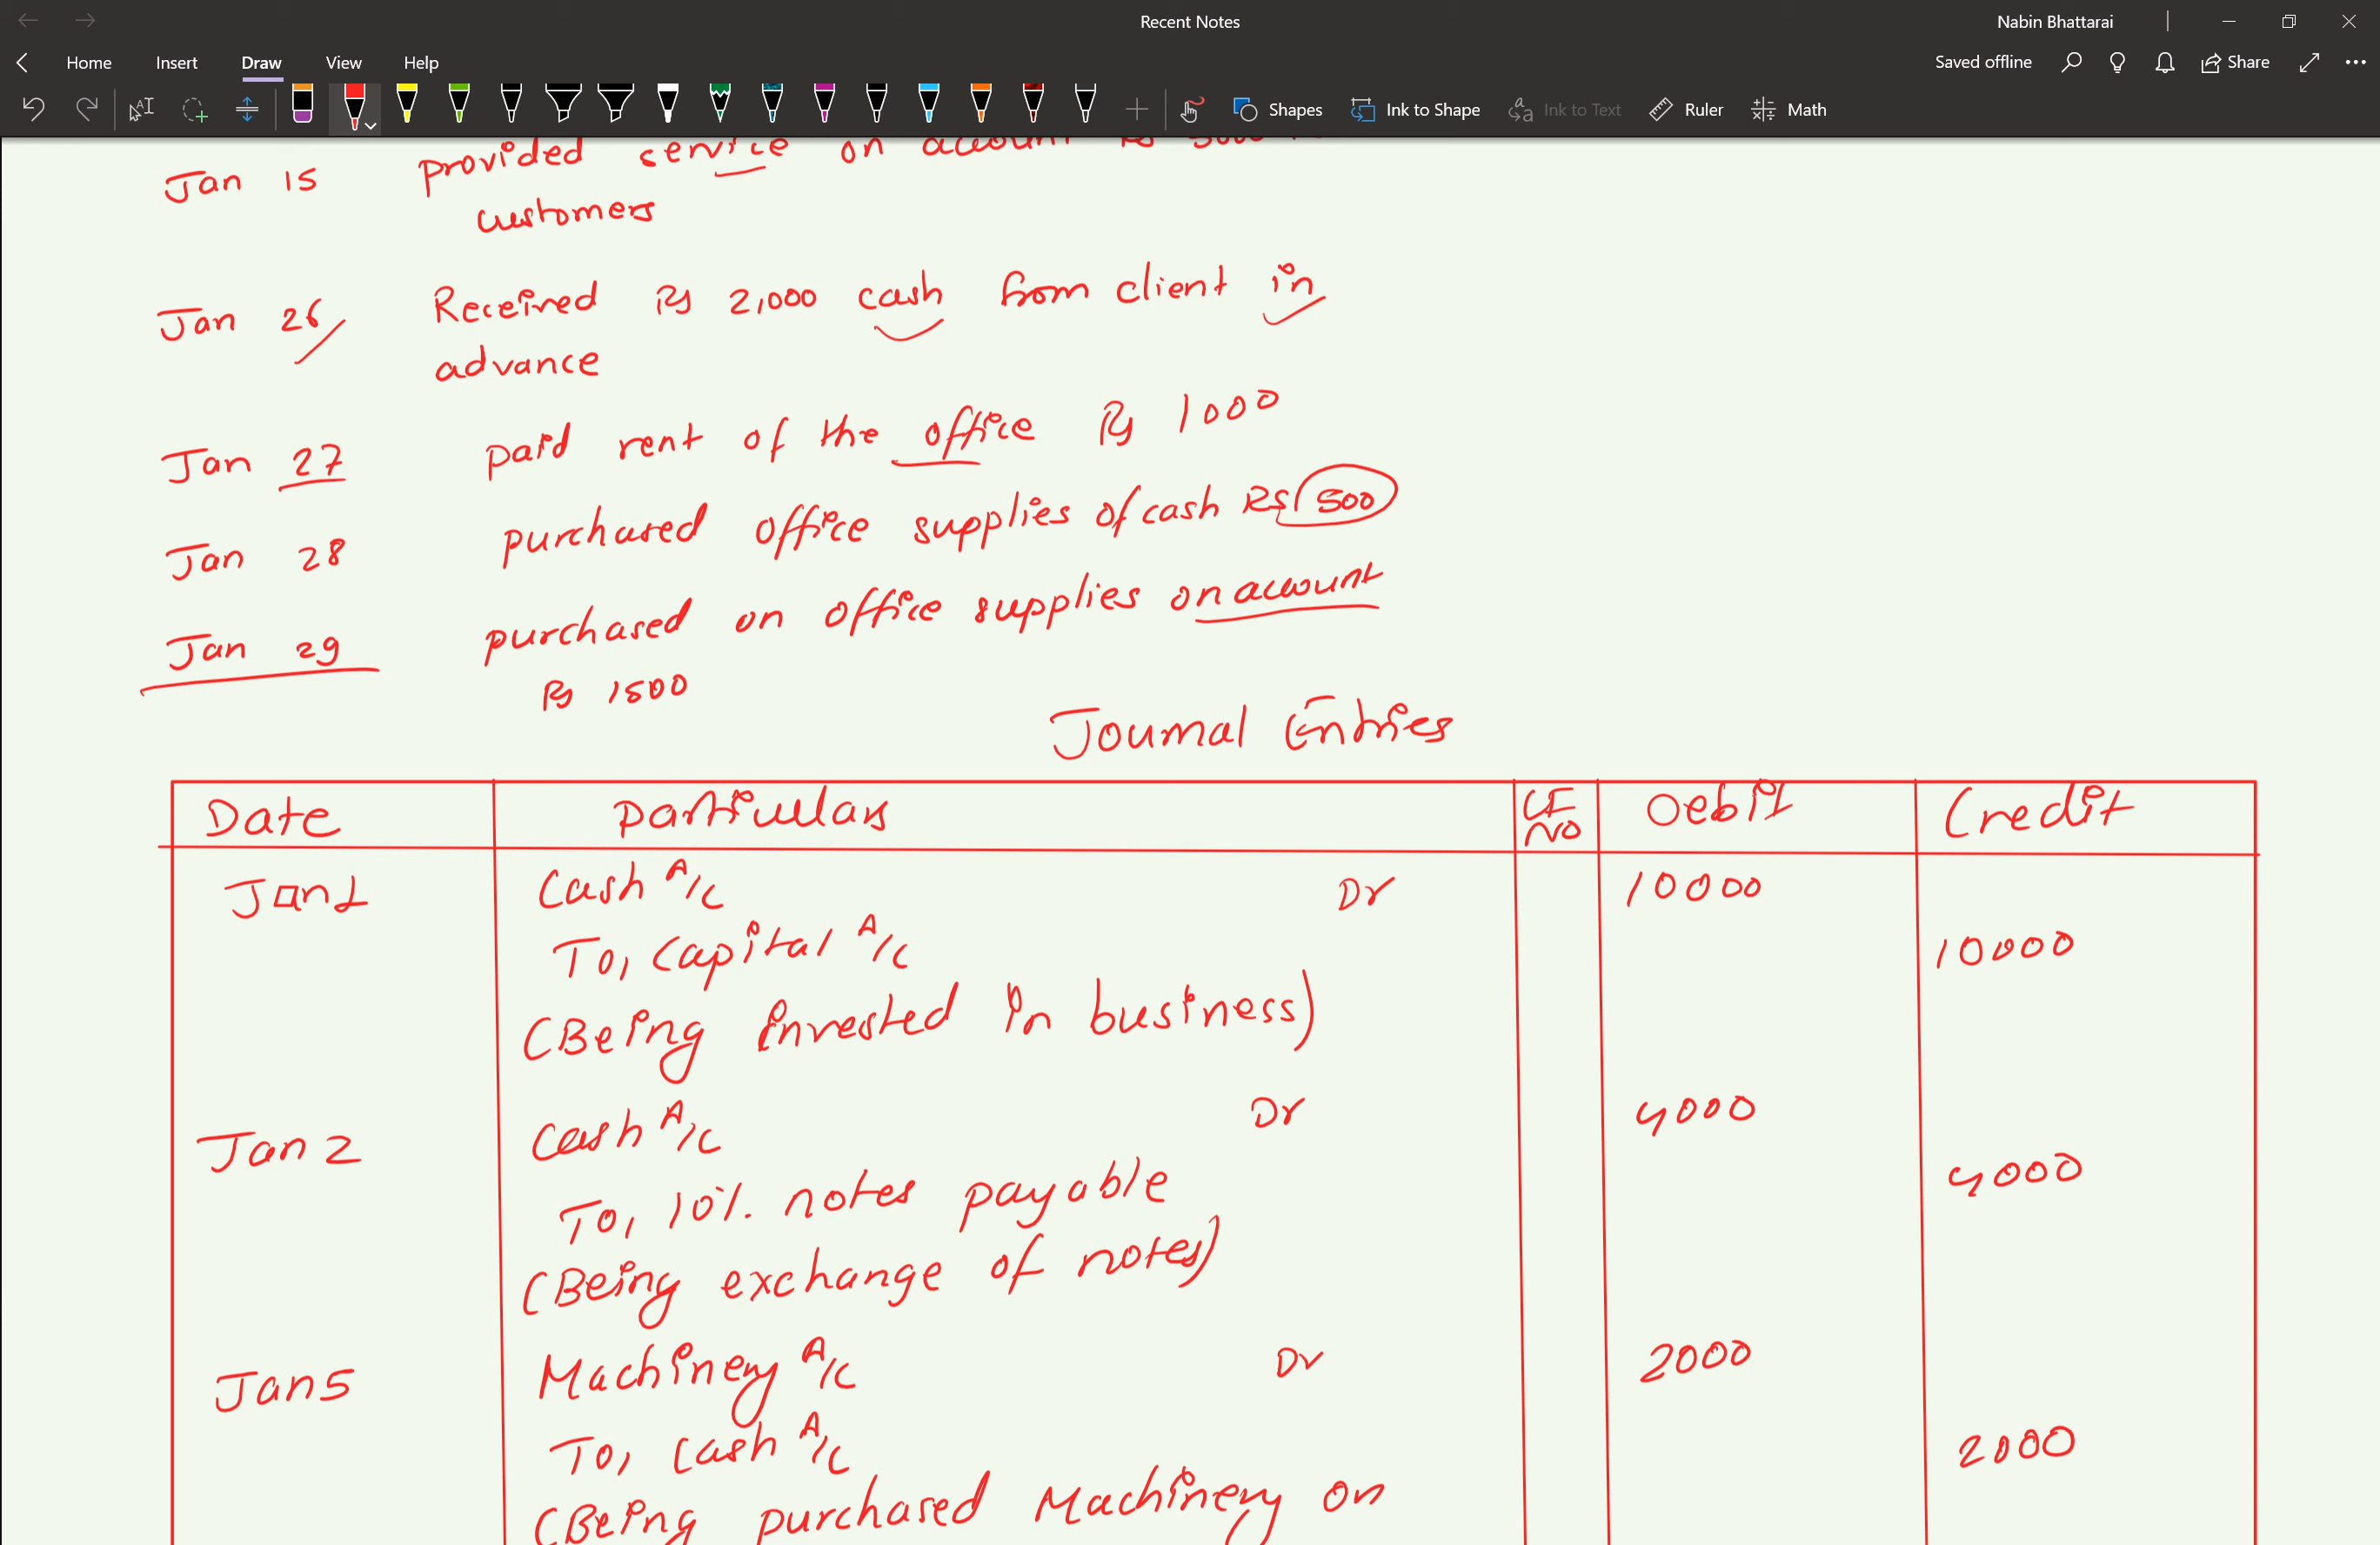 Recent Notes
Nabin Bhattarai
Home Insert Draw View Help
Saved offline Share
Shapes Ink to Shape Ink to Text Ruler Math
Jan 15 provided service on account Rs
customers
Jan 26 Received Rs 2,000 cash from client in
advance
Jan 27 paid rent of the office Rs 1000
Jan 28 purchased office supplies of cash RS 500
Jan 29 purchased on office supplies on account
Rs 1500
Journal Entries
Date Particulars NO Debit Credit
Jan 1 Cash A/c Dr 10000
To, Capital A/c 10000
(Being invested in business)
Jan 2 Cash A/c Dr 4000
To, 10%. notes payable 4000
(Being exchange of notes)
Jan 5 Machinery A/c Dr 2000
To, Cash A/c 2000
(Being purchased Machinery on